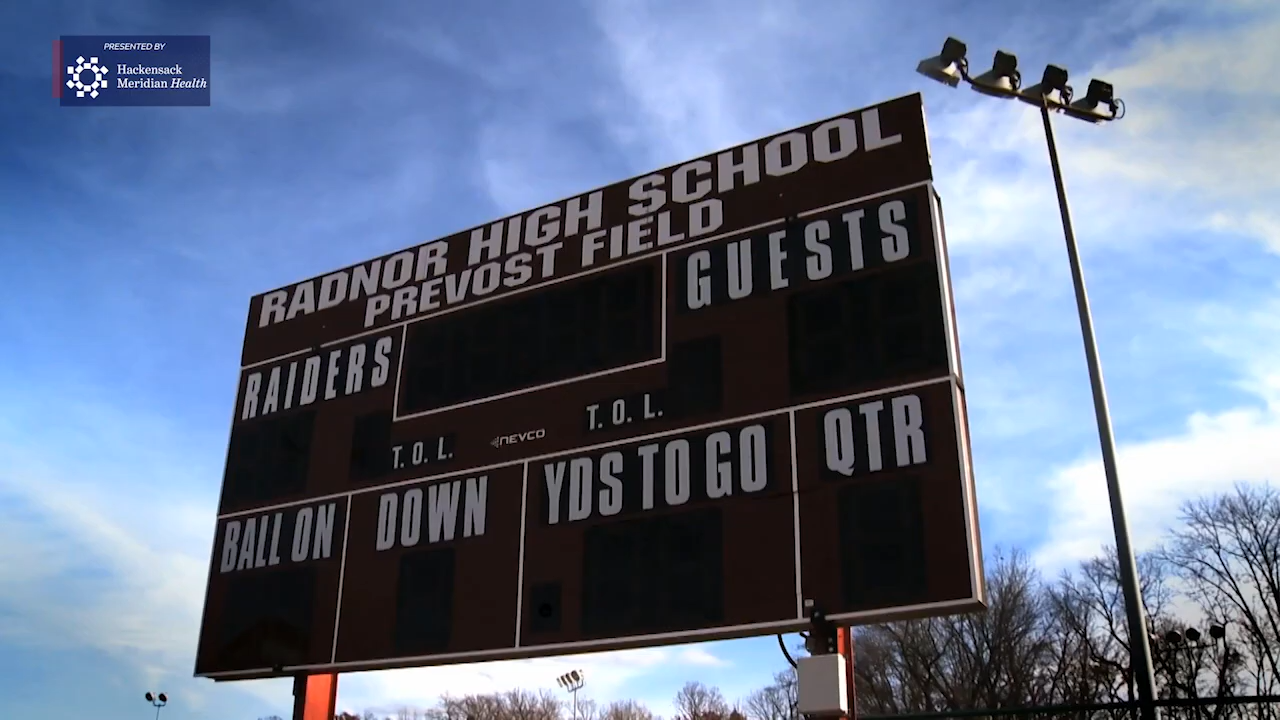 PRESENTED BY
Hackensack
Meridian Health
RADNOR HIGH SCHOOL
PREVOST FIELD
RAIDERS
GUESTS
T. O. L.
NEVCO
T. O. L.
BALL ON
DOWN
YDS TO GO
QTR